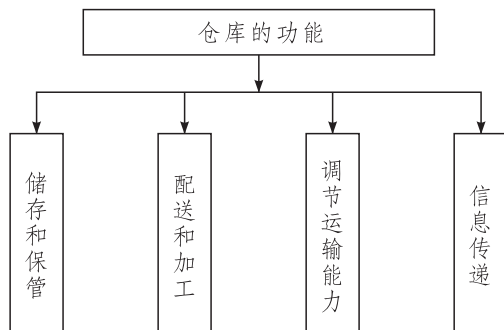 仓库的功能
储存和保管
配送和加工
调节运输能力
信息传递